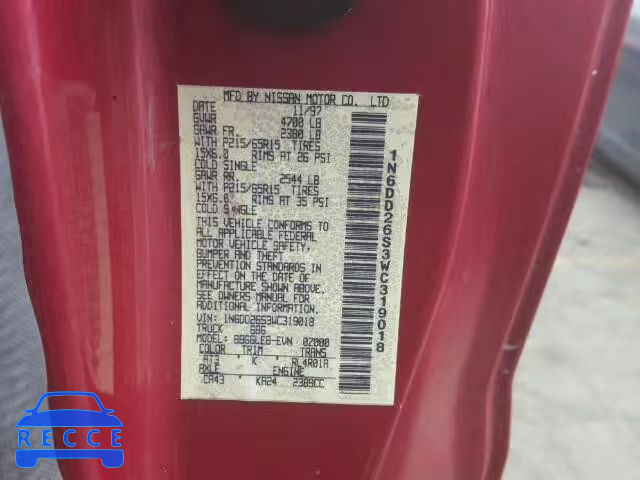 MFD BY NISSAN MOTOR CO. LTD
DATE 11/97
GVWR 4700 LB
GAWR FR. 2380 LB
WITH P215/65R15 TIRES
15X6.0 RIMS AT 26 PSI
COLD SINGLE
GAWR RR. 2544 LB
WITH P215/65R15 TIRES
15X6.0 RIMS AT 35 PSI
COLD SINGLE
THIS VEHICLE CONFORMS TO
ALL APPLICABLE FEDERAL
MOTOR VEHICLE SAFETY,
BUMPER AND THEFT
PREVENTION STANDARDS IN
EFFECT ON THE DATE OF
MANUFACTURE SHOWN ABOVE
SEE OWNERS MANUAL FOR
ADDITIONAL INFORMATION
VIN: 1N6DD26S3WC319018
TRUCK
MODEL: 02000
COLOR TRIM TRANS
AT3 K RL4R01A
AXLE ENGINE
CA43 KA24 2389CC
1N6DD26S3WC319018
RECCE